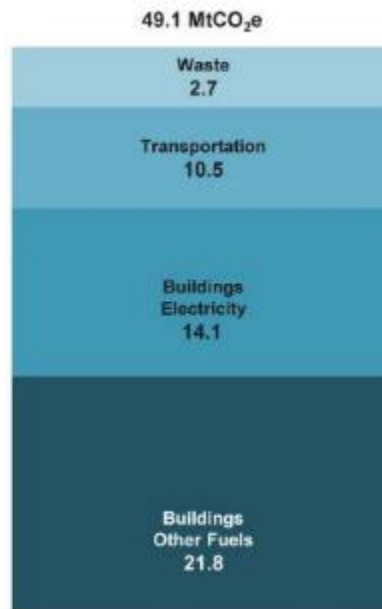 49.1 MtCO₂e
Waste
2.7
Transportation
10.5
Buildings
Electricity
14.1
Buildings
Other Fuels
21.8